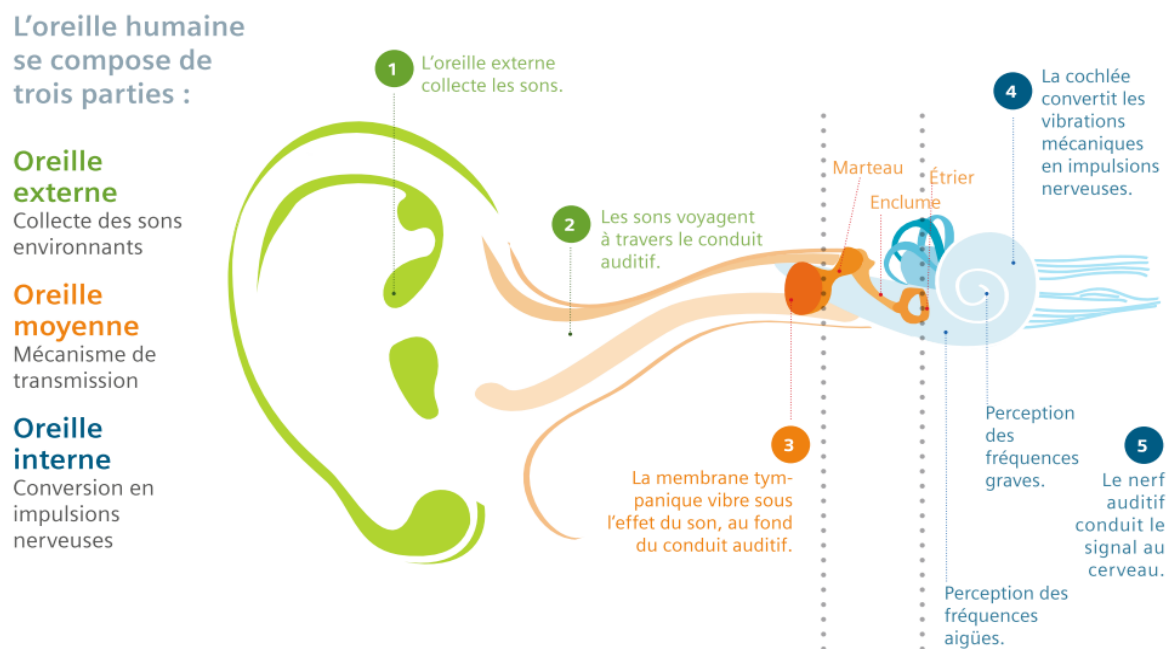 L'oreille humaine
se compose de
trois parties :
Oreille
externe
Collecte des sons
environnants
Oreille
moyenne
Mécanisme de
transmission
Oreille
interne
Conversion en
impulsions
nerveuses
1
L'oreille externe
collecte les sons.
2
Les sons voyagent
à travers le conduit
auditif.
Marteau
Enclume
Étrier
3
La membrane tym-
panique vibre sous
l'effet du son, au fond
du conduit auditif.
4
La cochlée
convertit les
vibrations
mécaniques
en impulsions
nerveuses.
Perception
des
fréquences
graves.
Perception des
fréquences
aigües.
5
Le nerf
auditif
conduit le
signal au
cerveau.